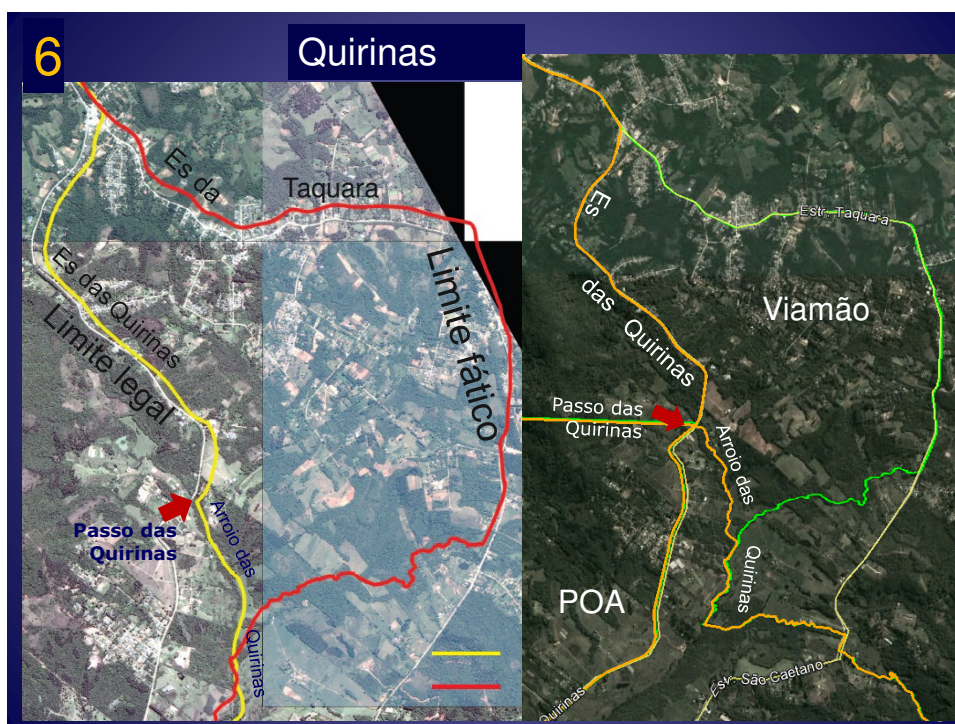 6
Quirinas
Es da
Taquara
Es das Quirinas
Limite legal
Limite fático
Passo das
Quirinas
Arroio das
Quirinas
Es
das Quirinas
Estr. Taquara
Viamão
Passo das
Quirinas
Arroio das
Quirinas
POA
Estr. São Caetano
Quirinas